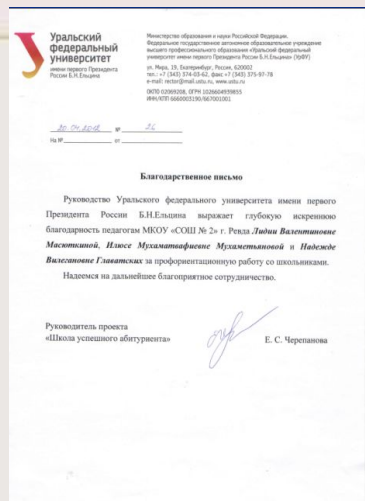 Уральский
федеральный
университет
имени первого Президента
России Б.Н.Ельцина
Министерство образования и науки Российской Федерации.
Федеральное государственное автономное образовательное учреждение
высшего профессионального образования «Уральский федеральный
университет имени первого Президента России Б.Н.Ельцина» (УрФУ)
ул. Мира, 19, Екатеринбург, Россия, 620002
тел.: +7 (343) 374-03-62, факс +7 (343) 375-97-78
e-mail: rector@mail.ustu.ru, www.ustu.ru
ОКПО 02069208, ОГРН 1026604939855
ИНН/КПП 6660003190/667001001
20.04.2012 № 26
На № от
Благодарственное письмо
Руководство Уральского федерального университета имени первого
Президента России Б.Н.Ельцина выражает глубокую искреннюю
благодарность педагогам МКОУ «СОШ № 2» г. Ревда Лидии Валентиновне
Масюткиной, Илюсе Мухаматвафиевне Мухаметьяновой и Надежде
Вилегановне Главатских за профориентационную работу со школьниками.
Надеемся на дальнейшее благоприятное сотрудничество.
Руководитель проекта
«Школа успешного абитуриента»
Е. С. Черепанова